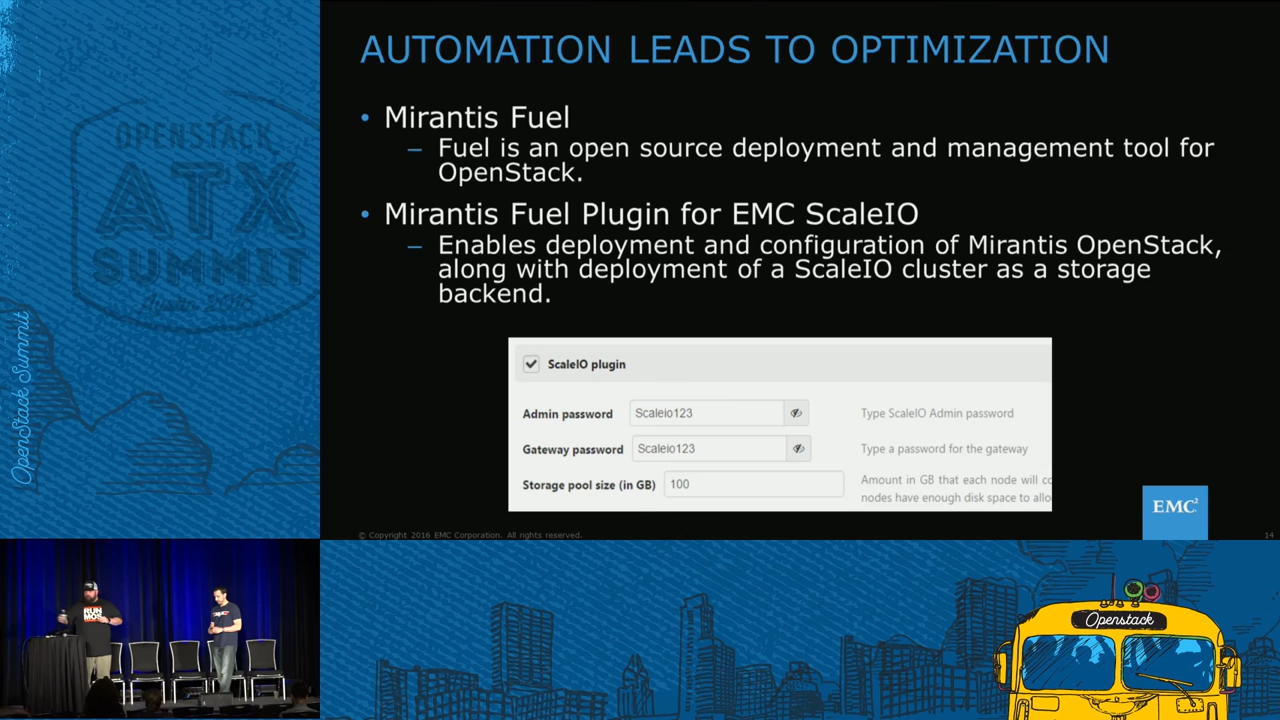 AUTOMATION LEADS TO OPTIMIZATION
• Mirantis Fuel
– Fuel is an open source deployment and management tool for
OpenStack.
• Mirantis Fuel Plugin for EMC ScaleIO
– Enables deployment and configuration of Mirantis OpenStack,
along with deployment of a ScaleIO cluster as a storage
backend.
ScaleIO plugin
Admin password Scaleio123 Type ScaleIO Admin password
Gateway password Scaleio123 Type a password for the gateway
Storage pool size (in GB) 100 Amount in GB that each node will co
nodes have enough disk space to allo
EMC²
© Copyright 2016 EMC Corporation. All rights reserved.
14
OPENSTACK
ATX
SUMMIT
Austin 2016
OpenStack Summit
RUN
MOS
Openstack